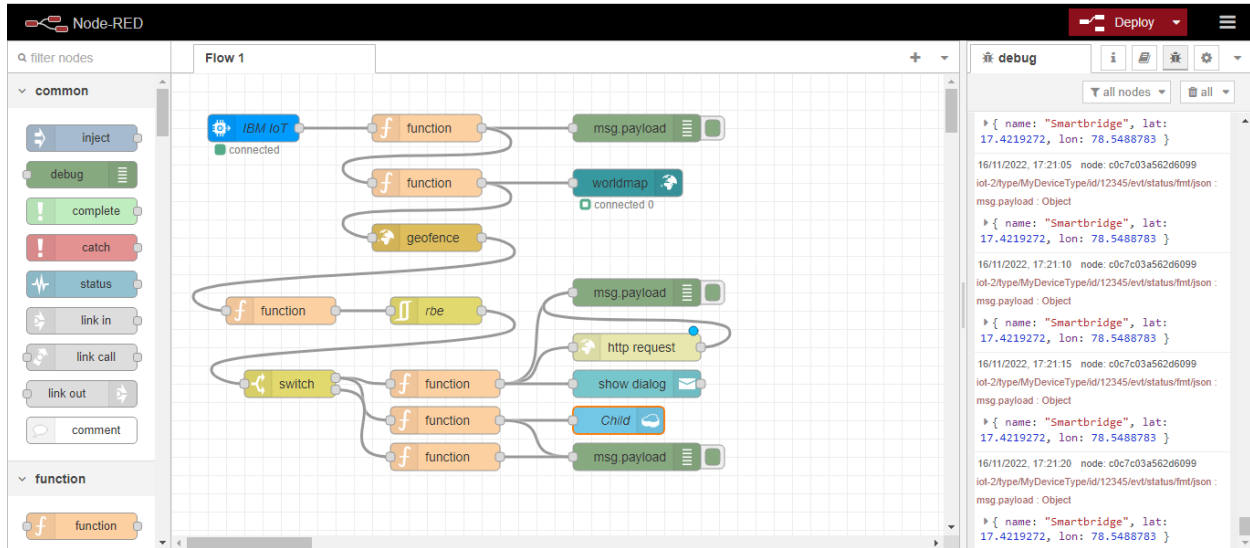 Node-RED
Deploy
filter nodes
common
inject
debug
complete
catch
status
link in
link call
link out
comment
function
function
Flow 1
IBM IoT
connected
function
msg.payload
function
worldmap
connected 0
geofence
msg.payload
function
rbe
http request
switch
function
show dialog
function
Child
function
msg.payload
debug
i
all nodes
all
{ name: "Smartbridge", lat:
17.4219272, lon: 78.5488783 }
16/11/2022, 17:21:05 node: c0c7c03a562d6099
iot-2/type/MyDeviceType/id/12345/evt/status/fmt/json :
msg.payload : Object
{ name: "Smartbridge", lat:
17.4219272, lon: 78.5488783 }
16/11/2022, 17:21:10 node: c0c7c03a562d6099
iot-2/type/MyDeviceType/id/12345/evt/status/fmt/json :
msg.payload : Object
{ name: "Smartbridge", lat:
17.4219272, lon: 78.5488783 }
16/11/2022, 17:21:15 node: c0c7c03a562d6099
iot-2/type/MyDeviceType/id/12345/evt/status/fmt/json :
msg.payload : Object
{ name: "Smartbridge", lat:
17.4219272, lon: 78.5488783 }
16/11/2022, 17:21:20 node: c0c7c03a562d6099
iot-2/type/MyDeviceType/id/12345/evt/status/fmt/json :
msg.payload : Object
{ name: "Smartbridge", lat:
17.4219272, lon: 78.5488783 }